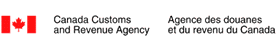 Canada Customs
and Revenue Agency
Agence des douanes
et du revenu du Canada